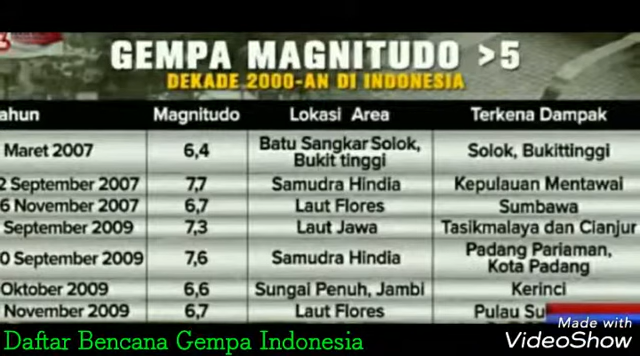 3
GEMPA MAGNITUDO >5
DEKADE 2000-AN DI INDONESIA
ahun Magnitudo Lokasi Area Terkena Dampak
Maret 2007 6,4 Batu Sangkar Solok, Bukit tinggi Solok, Bukittinggi
2 September 2007 7,7 Samudra Hindia Kepulauan Mentawai
6 November 2007 6,7 Laut Flores Sumbawa
September 2009 7,3 Laut Jawa Tasikmalaya dan Cianjur
0 September 2009 7,6 Samudra Hindia Padang Pariaman, Kota Padang
Oktober 2009 6,6 Sungai Penuh, Jambi Kerinci
November 2009 6,7 Laut Flores Pulau Su
Daftar Bencana Gempa Indonesia
Made with
VideoShow